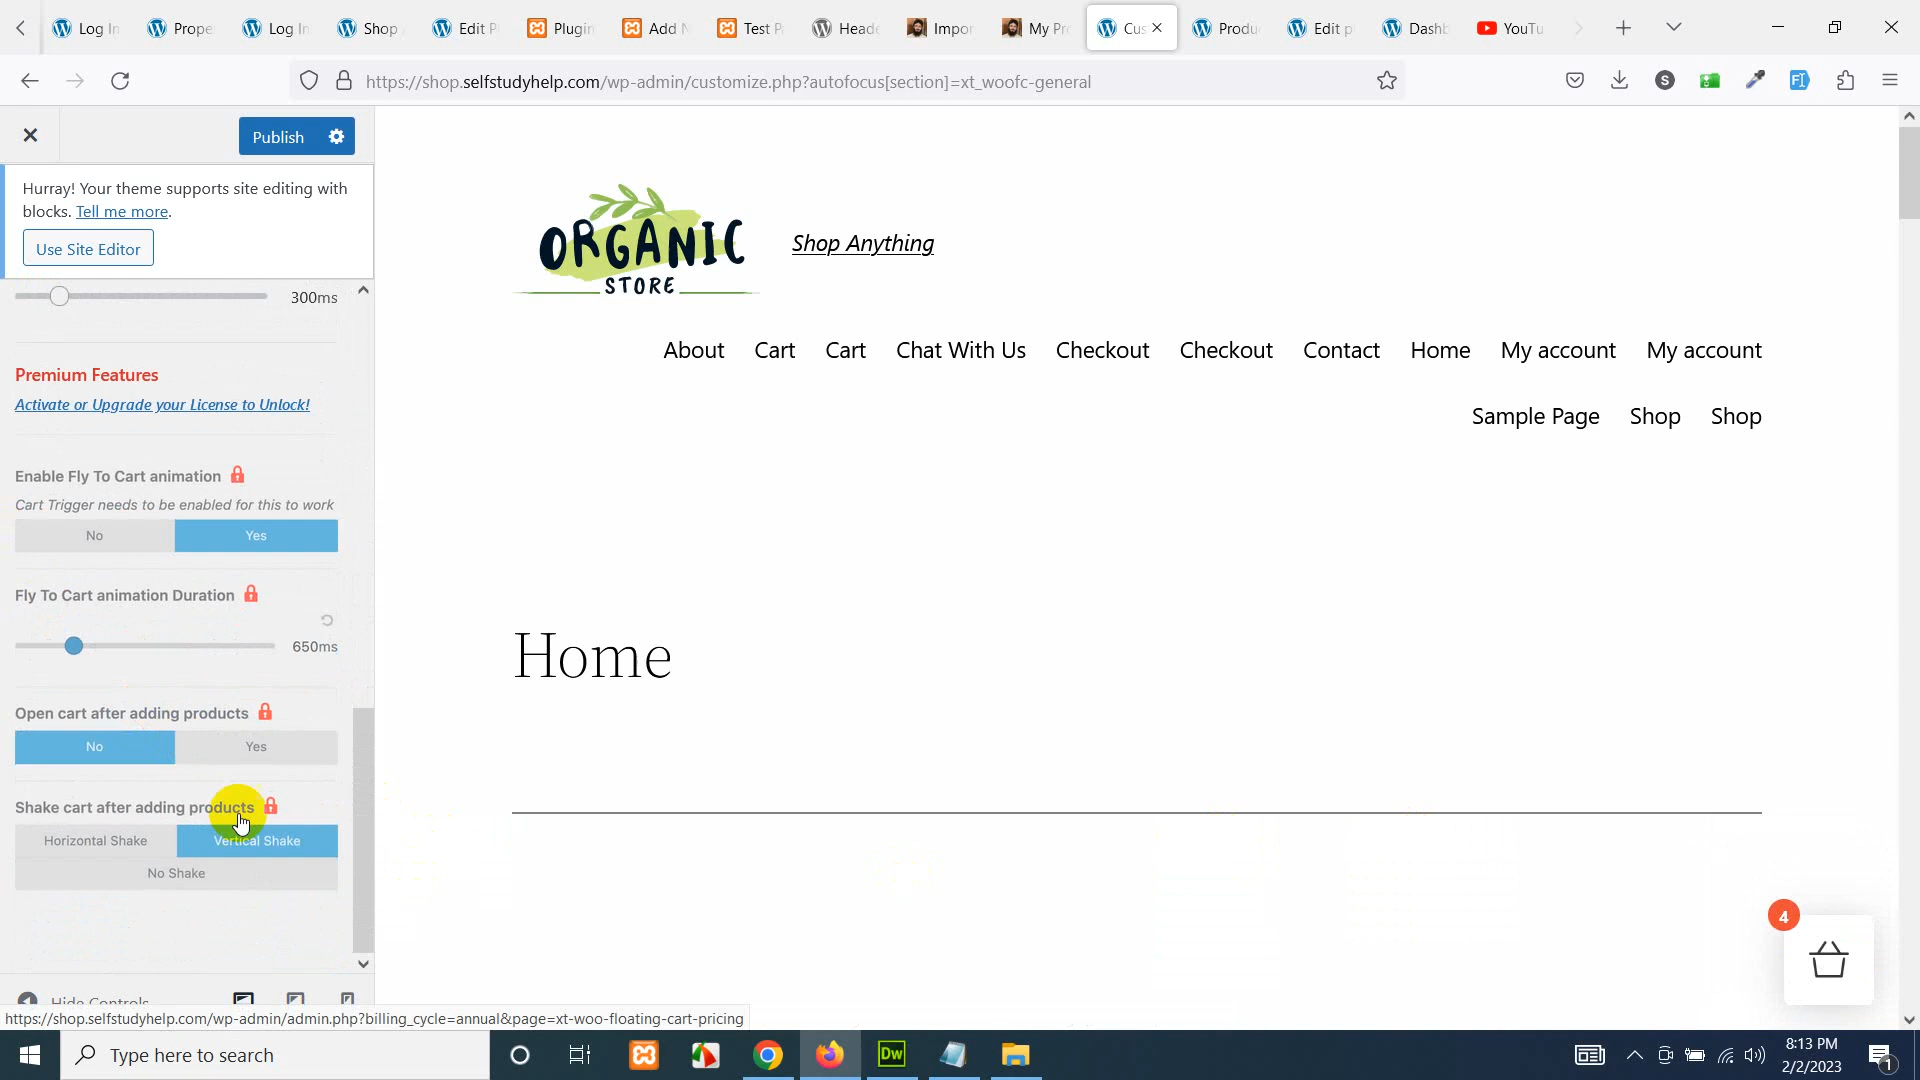 Log In
Prope
Log In
Shop
Edit P
Plugin
Add N
Test P
Heade
Impor
My Pr
Cus
Produ
Edit p
Dashb
YouTu
https://shop.selfstudyhelp.com/wp-admin/customize.php?autofocus[section]=xt_woofc-general
Publish
Hurray! Your theme supports site editing with
blocks. Tell me more.
Use Site Editor
300ms
Premium Features
Activate or Upgrade your License to Unlock!
Enable Fly To Cart animation
Cart Trigger needs to be enabled for this to work
No Yes
Fly To Cart animation Duration
650ms
Open cart after adding products
No Yes
Shake cart after adding products
Horizontal Shake Vertical Shake
No Shake
Hide Controls
ORGANIC
STORE
Shop Anything
About Cart Cart Chat With Us Checkout Checkout Contact Home My account My account
Sample Page Shop Shop
Home
4
https://shop.selfstudyhelp.com/wp-admin/admin.php?billing_cycle=annual&page=xt-woo-floating-cart-pricing
Type here to search
Dw
8:13 PM
2/2/2023
1